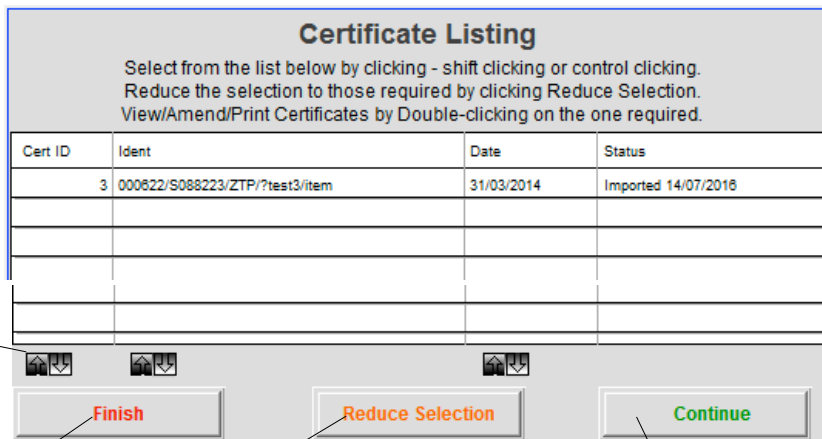 Certificate Listing
Select from the list below by clicking - shift clicking or control clicking.
Reduce the selection to those required by clicking Reduce Selection.
View/Amend/Print Certificates by Double-clicking on the one required.
Cert ID Ident Date Status
3 000622/S088223/ZTP/?test3/item 31/03/2014 Imported 14/07/2016
Finish Reduce Selection Continue